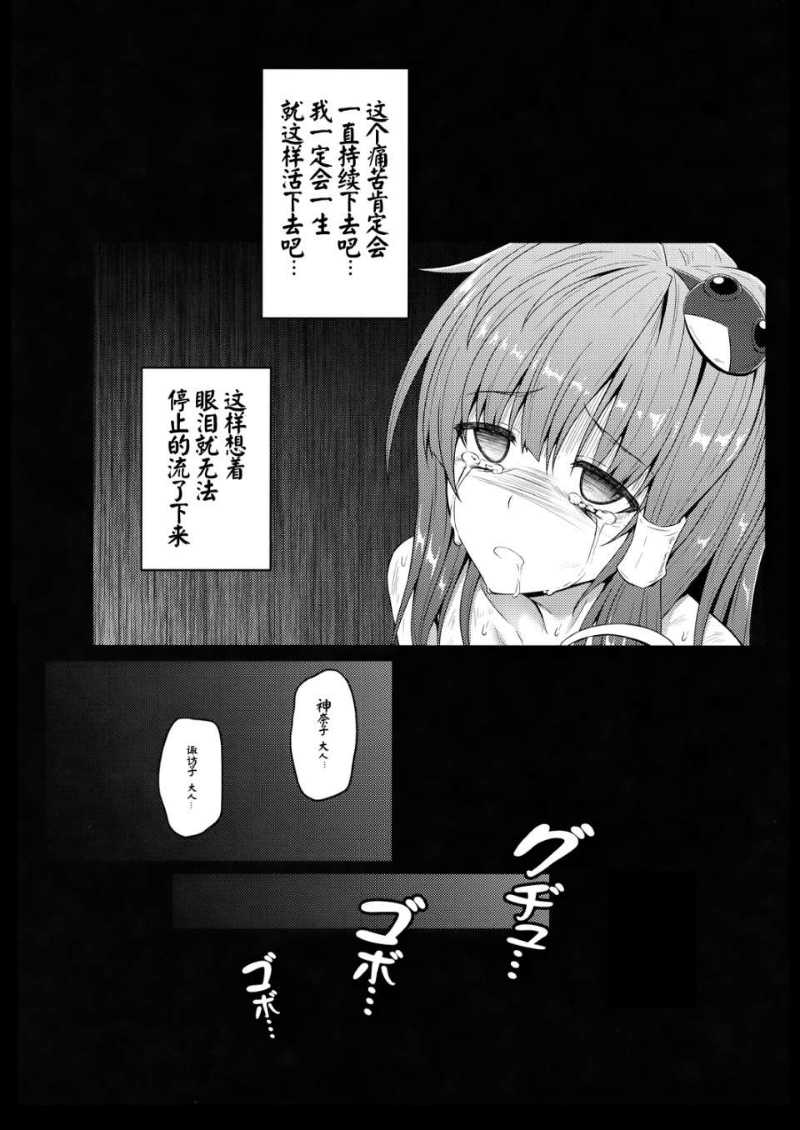 这个痛苦肯定会
一直持续下去吧…
我一定会一生
就这样活下去吧…
这样想着
眼泪就无法
停止的流了下来
神奈子 大人…
诹访子 大人…
グヂュ…
ゴボ…
ゴボ…